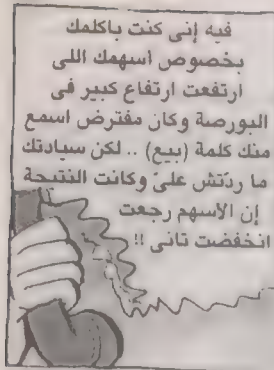 فيه إنى كنت باكلمك
بخصوص أسهمك اللى
ارتفعت ارتفاع كبير فى
البورصة وكان مفترض اسمع
منك كلمة (بيع) .. لكن سيادتك
ما ردتش علىّ وكانت النتيجة
إن الأسهم رجعت
انخفضت تانى !!